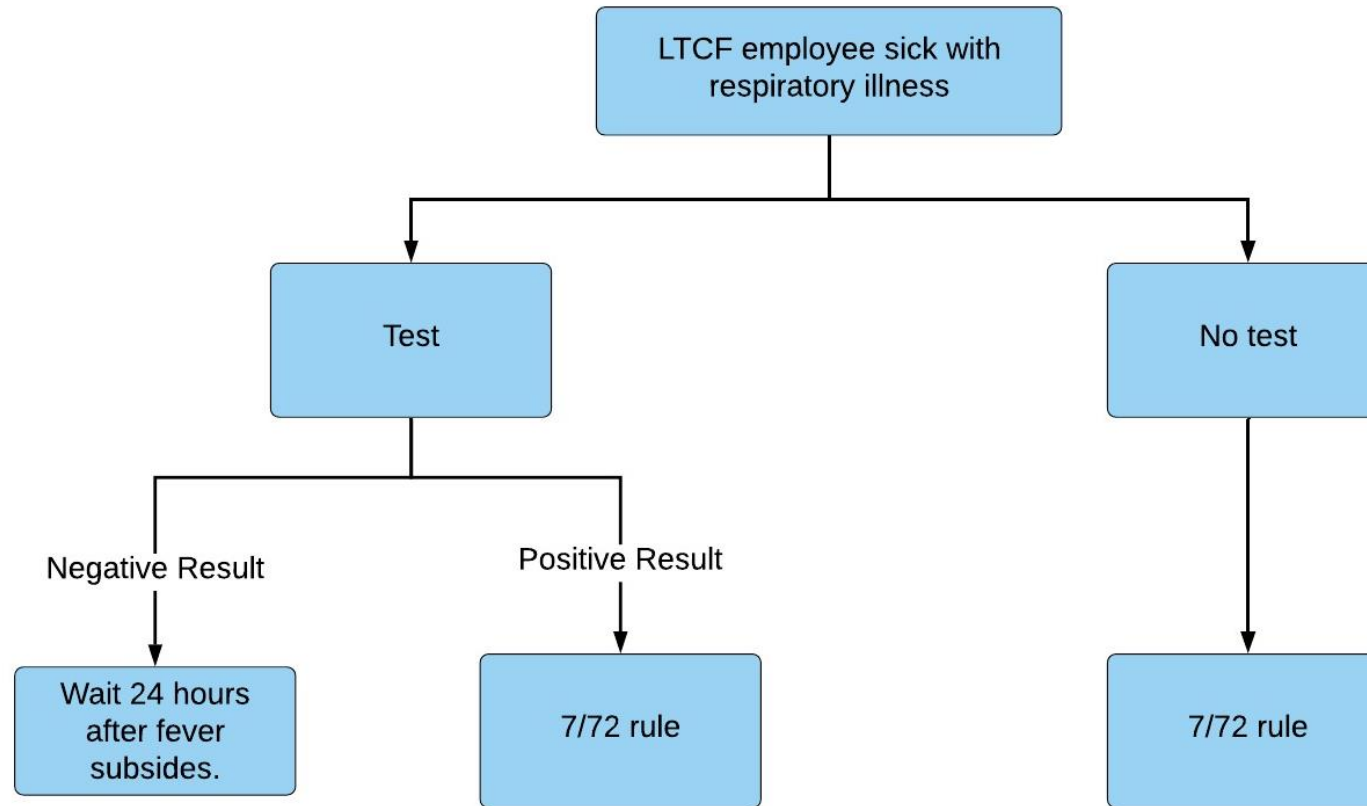 LTCF employee sick with
respiratory illness
Test
No test
Negative Result
Positive Result
Wait 24 hours
after fever
subsides.
7/72 rule
7/72 rule